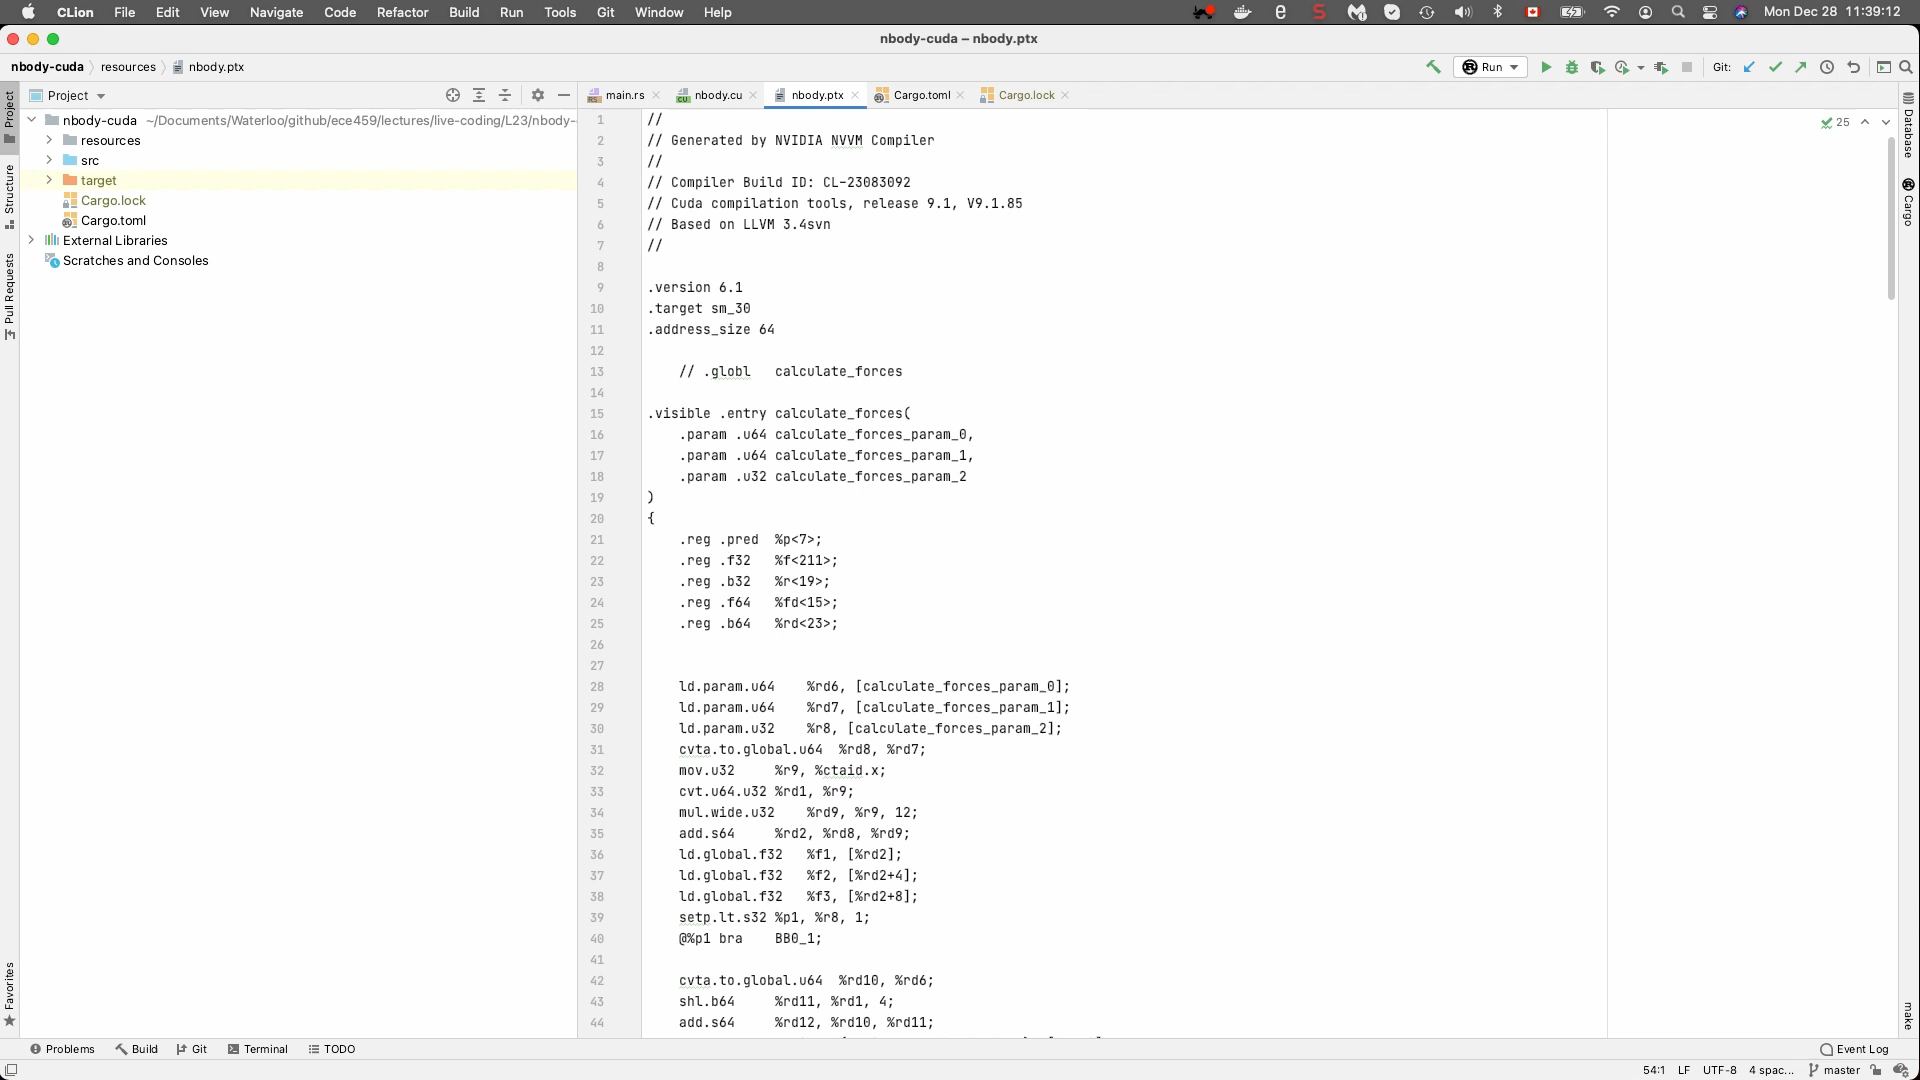 CLion File Edit View Navigate Code Refactor Build Run Tools Git Window Help Mon Dec 28 11:39:12
nbody-cuda – nbody.ptx
nbody-cuda resources nbody.ptx Run Git:
Project
main.rs nbody.cu nbody.ptx Cargo.toml Cargo.lock
nbody-cuda ~/Documents/Waterloo/github/ece459/lectures/live-coding/L23/nbody-
resources
src
target
Cargo.lock
Cargo.toml
External Libraries
Scratches and Consoles
Project
Structure
Pull Requests
Favorites
25
1 //
2 // Generated by NVIDIA NVVM Compiler
3 //
4 // Compiler Build ID: CL-23083092
5 // Cuda compilation tools, release 9.1, V9.1.85
6 // Based on LLVM 3.4svn
7 //
8
9 .version 6.1
10 .target sm_30
11 .address_size 64
12
13 // .globl calculate_forces
14
15 .visible .entry calculate_forces(
16 .param .u64 calculate_forces_param_0,
17 .param .u64 calculate_forces_param_1,
18 .param .u32 calculate_forces_param_2
19 )
20 {
21 .reg .pred %p<7>;
22 .reg .f32 %f<211>;
23 .reg .b32 %r<19>;
24 .reg .f64 %fd<15>;
25 .reg .b64 %rd<23>;
26
27
28 ld.param.u64 %rd6, [calculate_forces_param_0];
29 ld.param.u64 %rd7, [calculate_forces_param_1];
30 ld.param.u32 %r8, [calculate_forces_param_2];
31 cvta.to.global.u64 %rd8, %rd7;
32 mov.u32 %r9, %ctaid.x;
33 cvt.u64.u32 %rd1, %r9;
34 mul.wide.u32 %rd9, %r9, 12;
35 add.s64 %rd2, %rd8, %rd9;
36 ld.global.f32 %f1, [%rd2];
37 ld.global.f32 %f2, [%rd2+4];
38 ld.global.f32 %f3, [%rd2+8];
39 setp.lt.s32 %p1, %r8, 1;
40 @%p1 bra BB0_1;
41
42 cvta.to.global.u64 %rd10, %rd6;
43 shl.b64 %rd11, %rd1, 4;
44 add.s64 %rd12, %rd10, %rd11;
Database
Cargo
make
Problems Build Git Terminal TODO Event Log
54:1 LF UTF-8 4 spac... master